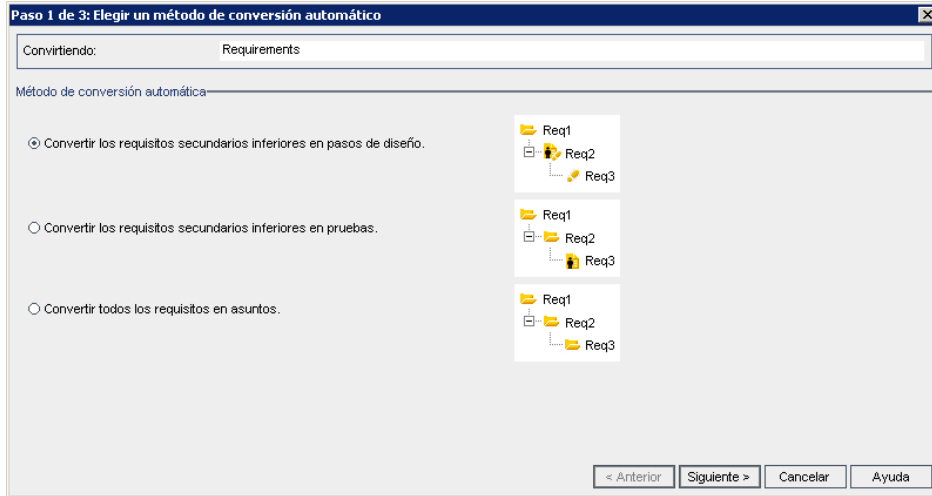 Paso 1 de 3: Elegir un método de conversión automático
Convirtiendo: Requirements
Método de conversión automática
Convertir los requisitos secundarios inferiores en pasos de diseño.
Req1
Req2
Req3
Convertir los requisitos secundarios inferiores en pruebas.
Req1
Req2
Req3
Convertir todos los requisitos en asuntos.
Req1
Req2
Req3
< Anterior Siguiente > Cancelar Ayuda